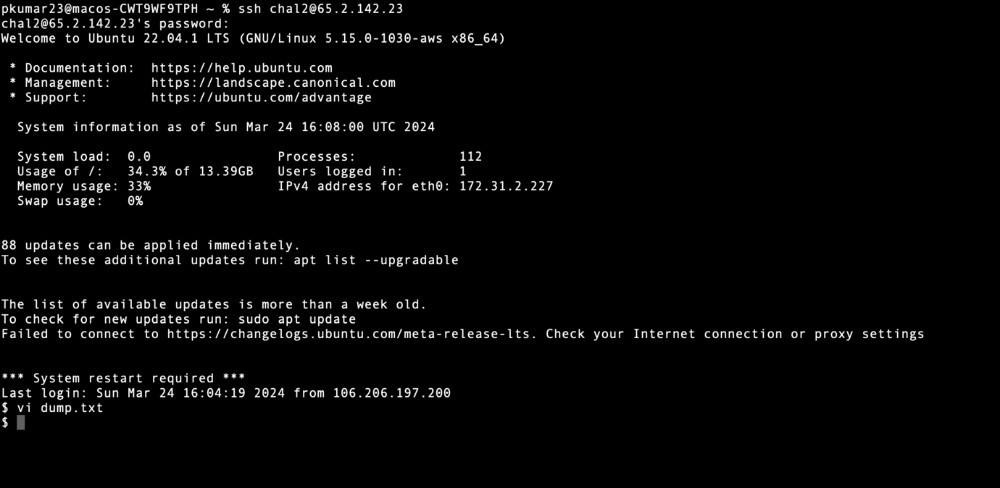 pkumar23@macos-CWT9WF9TPH ~ % ssh chal2@65.2.142.23
chal2@65.2.142.23's password:
Welcome to Ubuntu 22.04.1 LTS (GNU/Linux 5.15.0-1030-aws x86_64)
* Documentation:  https://help.ubuntu.com
* Management:     https://landscape.canonical.com
* Support:        https://ubuntu.com/advantage
System information as of Sun Mar 24 16:08:00 UTC 2024
System load:  0.0                Processes:             112
Usage of /:   34.3% of 13.39GB   Users logged in:       1
Memory usage: 33%                IPv4 address for eth0: 172.31.2.227
Swap usage:   0%
88 updates can be applied immediately.
To see these additional updates run: apt list --upgradable
The list of available updates is more than a week old.
To check for new updates run: sudo apt update
Failed to connect to https://changelogs.ubuntu.com/meta-release-lts. Check your Internet connection or proxy settings
*** System restart required ***
Last login: Sun Mar 24 16:04:19 2024 from 106.206.197.200
$ vi dump.txt
$